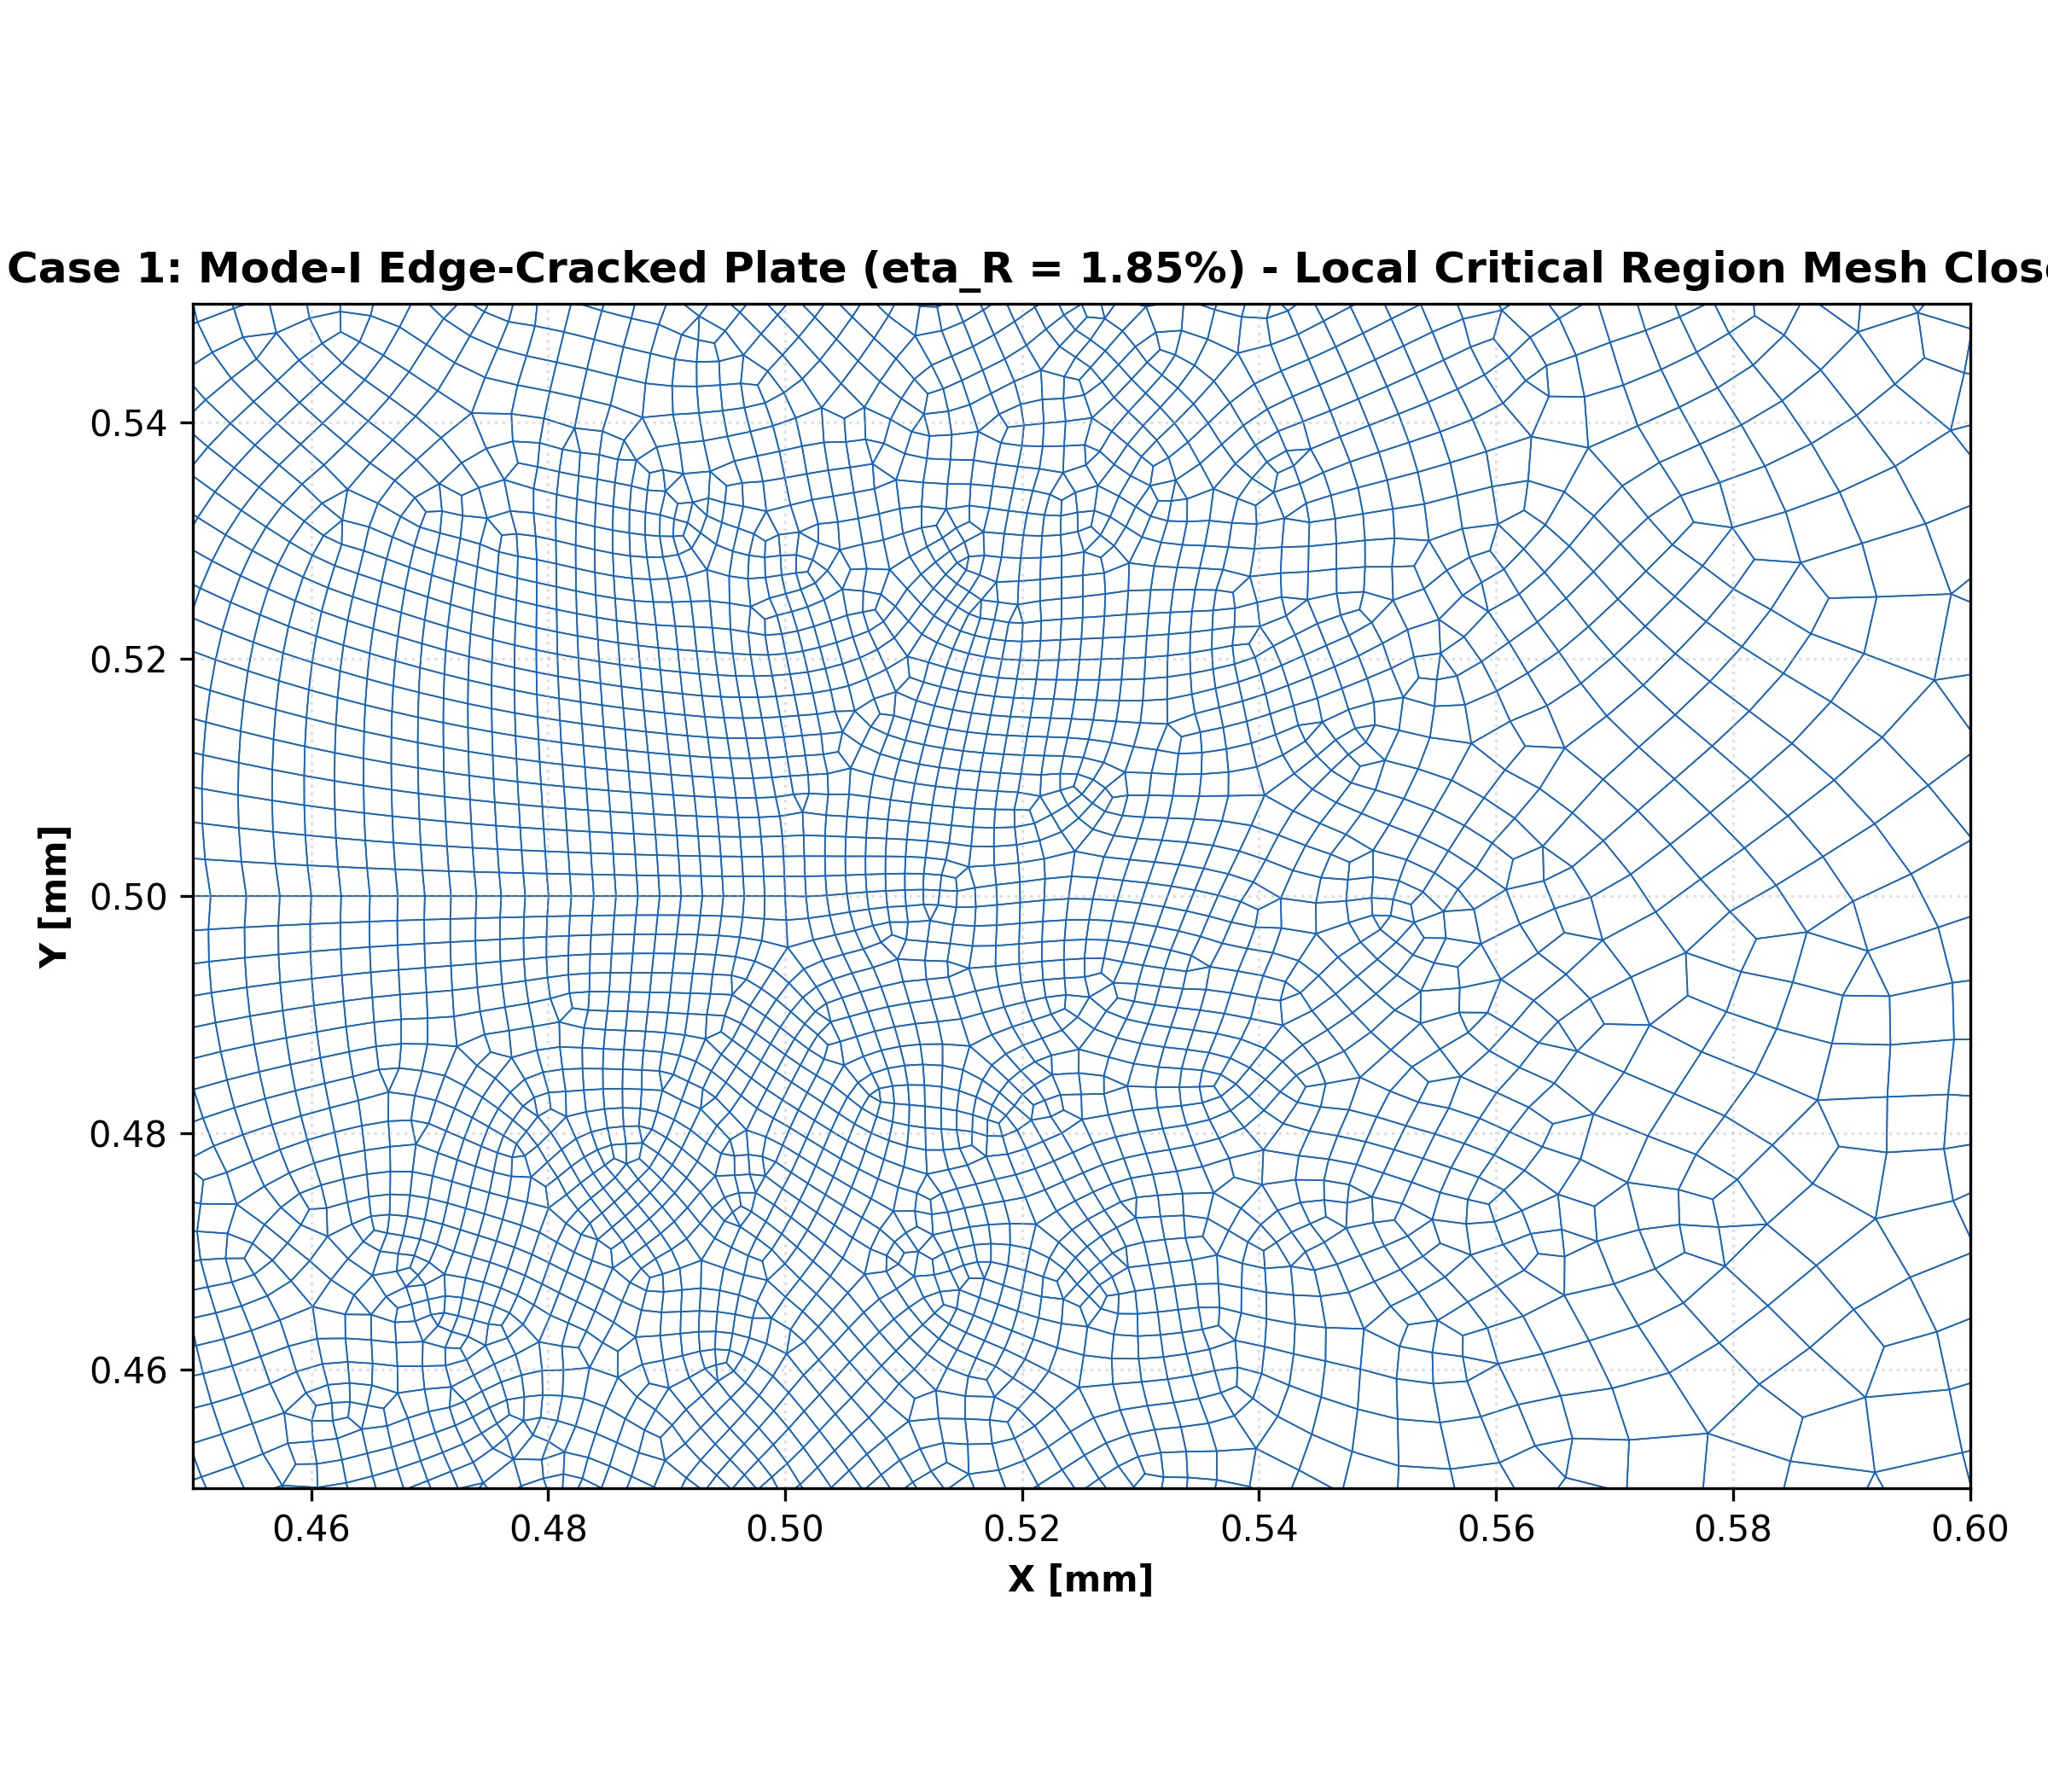 Case 1: Mode-I Edge-Cracked Plate (eta_R = 1.85%) - Local Critical Region Mesh Close
0.54
0.52
0.50
0.48
0.46
Y [mm]
0.46 0.48 0.50 0.52 0.54 0.56 0.58 0.60
X [mm]